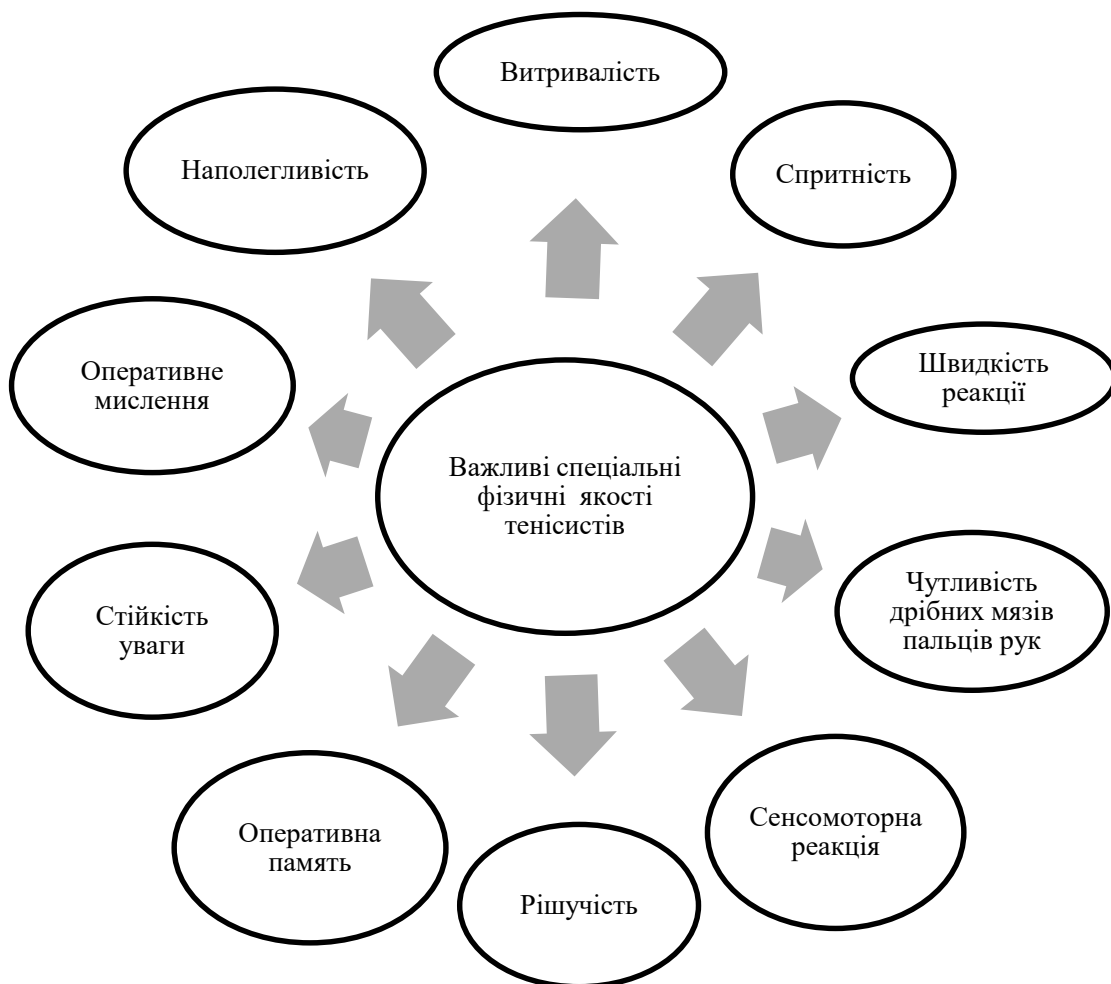 Витривалість
Спритність
Швидкість
реакції
Чутливість
дрібних мязів
пальців рук
Сенсомоторна
реакція
Рішучість
Оперативна
память
Стійкість
уваги
Оперативне
мислення
Наполегливість
Важливі спеціальні
фізичні  якості
тенісистів